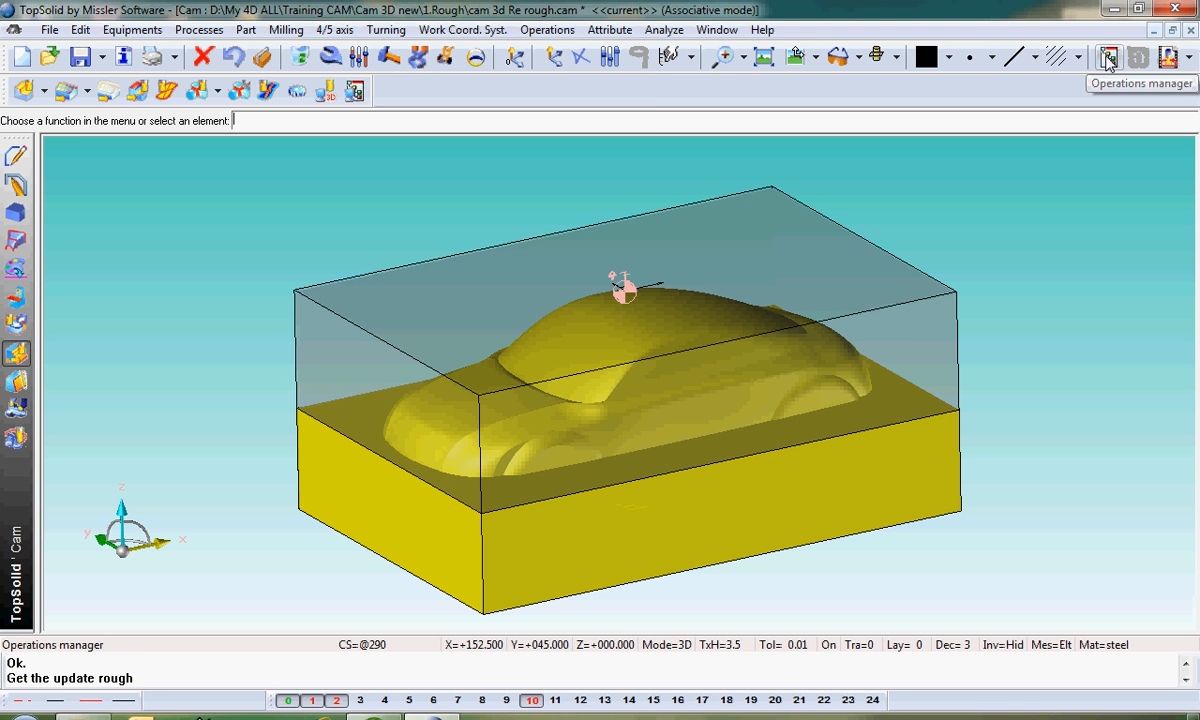 TopSolid by Missler Software - [Cam : D:\My 4D ALL\Training CAM\Cam 3D new\1.Rough\cam 3d Re rough.cam * <<current>> (Associative mode)]
File Edit Equipments Processes Part Milling 4/5 axis Turning Work Coord. Syst. Operations Attribute Analyze Window Help
Operations manager
3D
Choose a function in the menu or select an element:
z
y
x
TopSolid ' Cam
Operations manager CS=@290 X=+152.500 Y=+045.000 Z=+000.000 Mode=3D TxH=3.5 Tol= 0.01 On Tra=0 Lay= 0 Dec= 3 Inv=Hid Mes=Elt Mat=steel
Ok.
Get the update rough
0 1 2 3 4 5 6 7 8 9 10 11 12 13 14 15 16 17 18 19 20 21 22 23 24